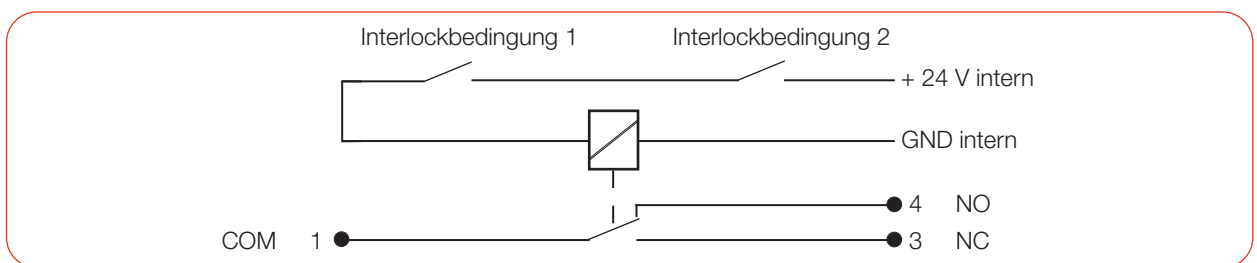 Interlockbedingung 1 Interlockbedingung 2
+ 24 V intern
GND intern
4 NO
COM 1
3 NC